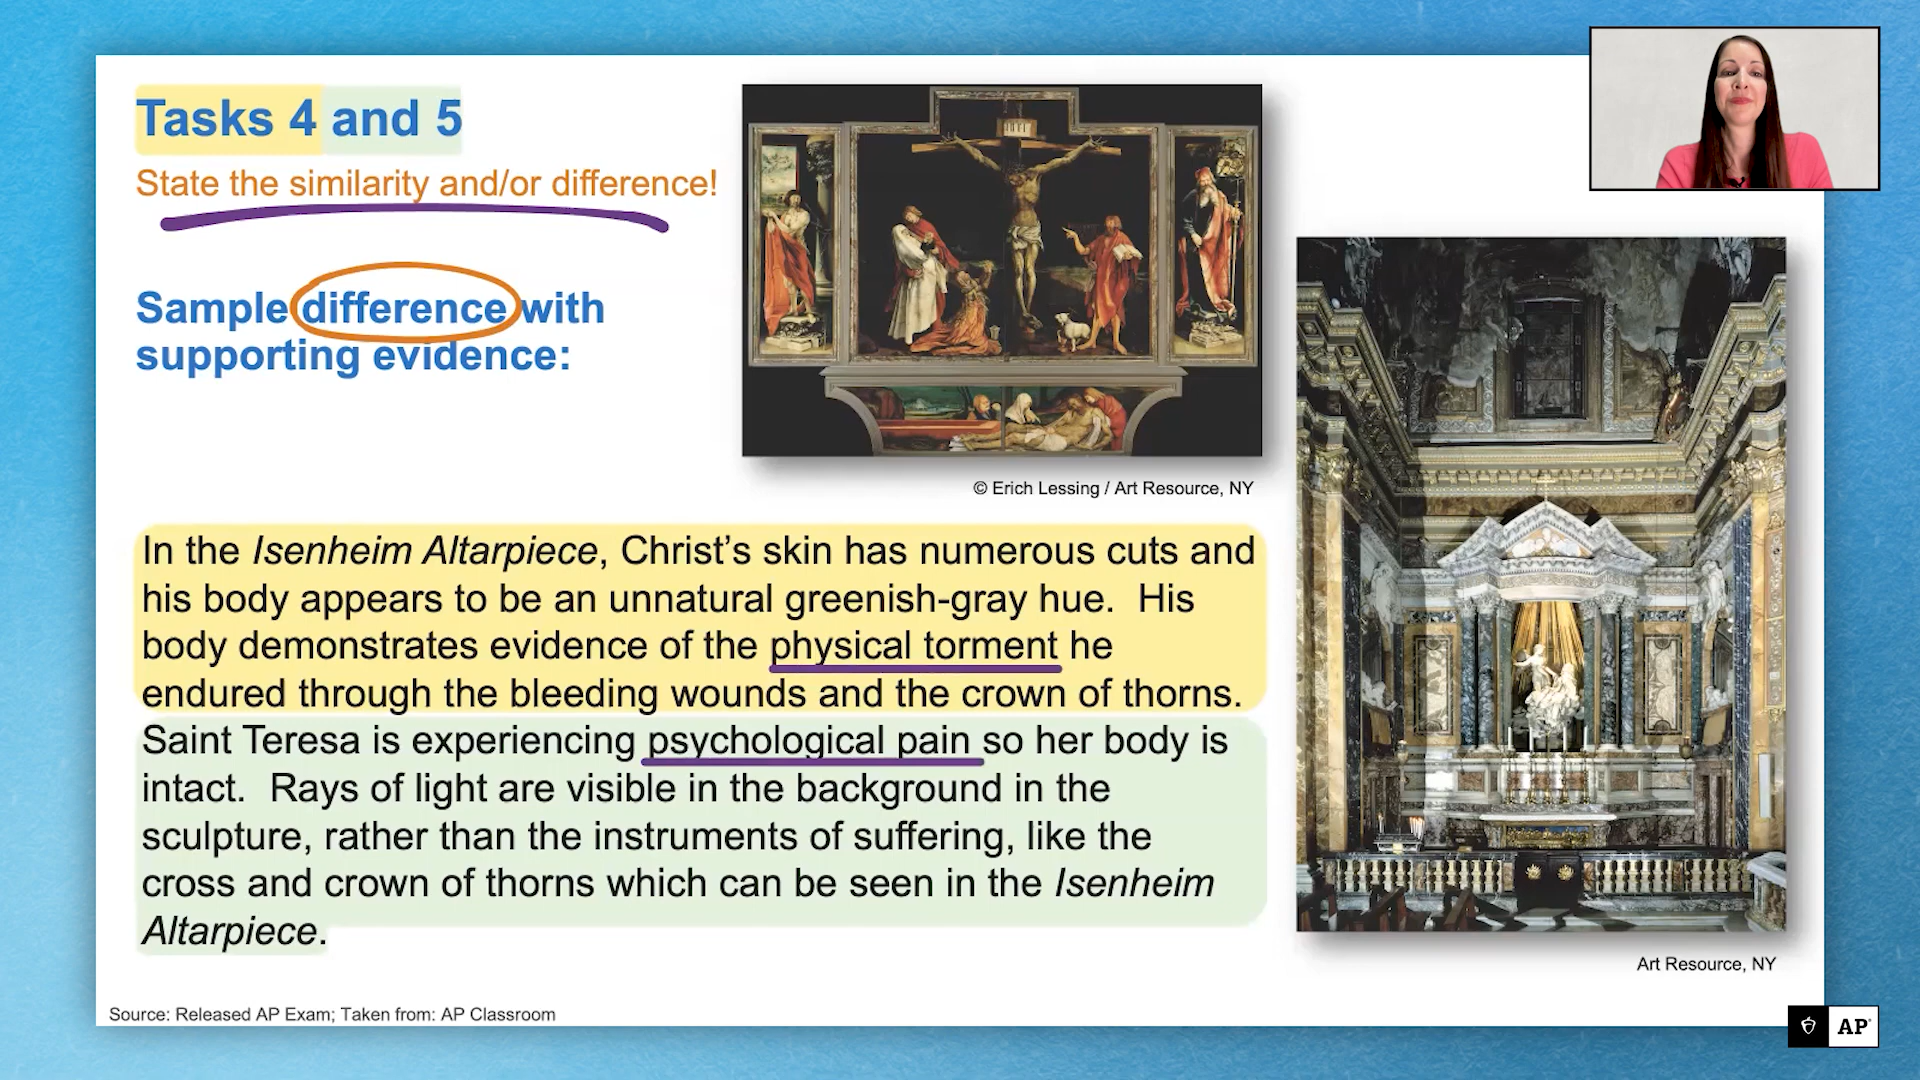 Tasks 4 and 5
State the similarity and/or difference!
Sample difference with
supporting evidence:
© Erich Lessing / Art Resource, NY
In the Isenheim Altarpiece, Christ’s skin has numerous cuts and
his body appears to be an unnatural greenish-gray hue.  His
body demonstrates evidence of the physical torment he
endured through the bleeding wounds and the crown of thorns.
Saint Teresa is experiencing psychological pain so her body is
intact.  Rays of light are visible in the background in the
sculpture, rather than the instruments of suffering, like the
cross and crown of thorns which can be seen in the Isenheim
Altarpiece.
Art Resource, NY
Source: Released AP Exam; Taken from: AP Classroom
AP